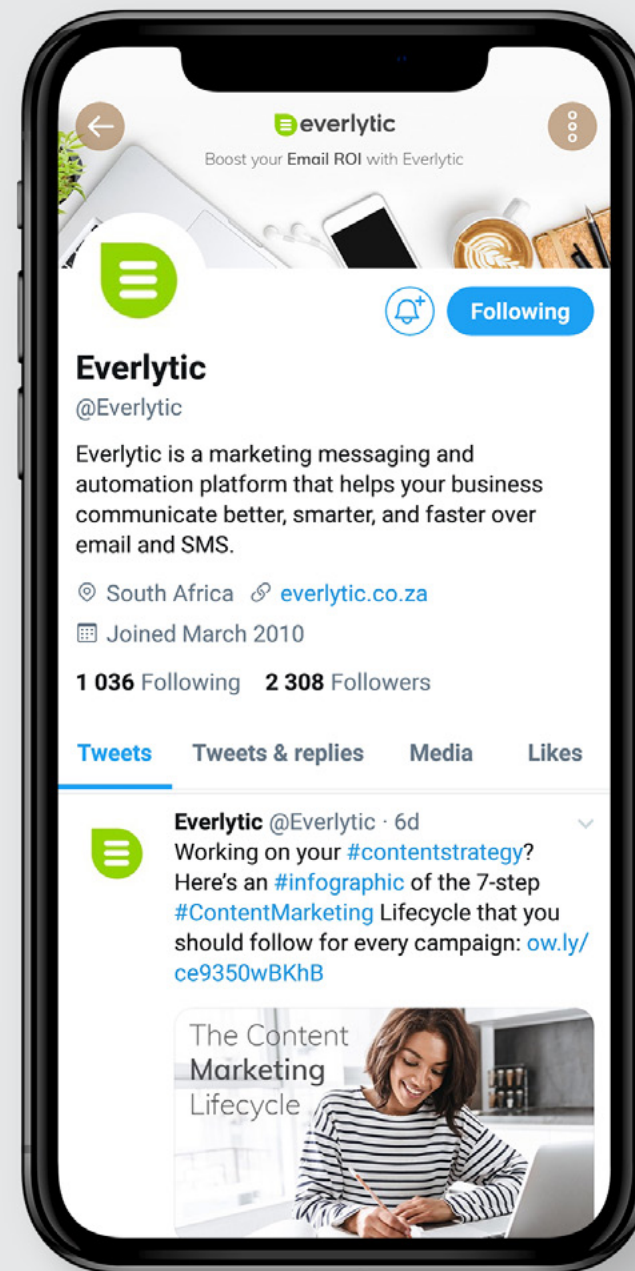 everlytic
Boost your Email ROI with Everlytic
Following
Everlytic
@Everlytic
Everlytic is a marketing messaging and
automation platform that helps your business
communicate better, smarter, and faster over
email and SMS.
South Africa everlytic.co.za
Joined March 2010
1 036 Following 2 308 Followers
Tweets Tweets & replies Media Likes
Everlytic @Everlytic · 6d
Working on your #contentstrategy?
Here’s an #infographic of the 7-step
#ContentMarketing Lifecycle that you
should follow for every campaign: ow.ly/
ce9350wBKhB
The Content
Marketing
Lifecycle